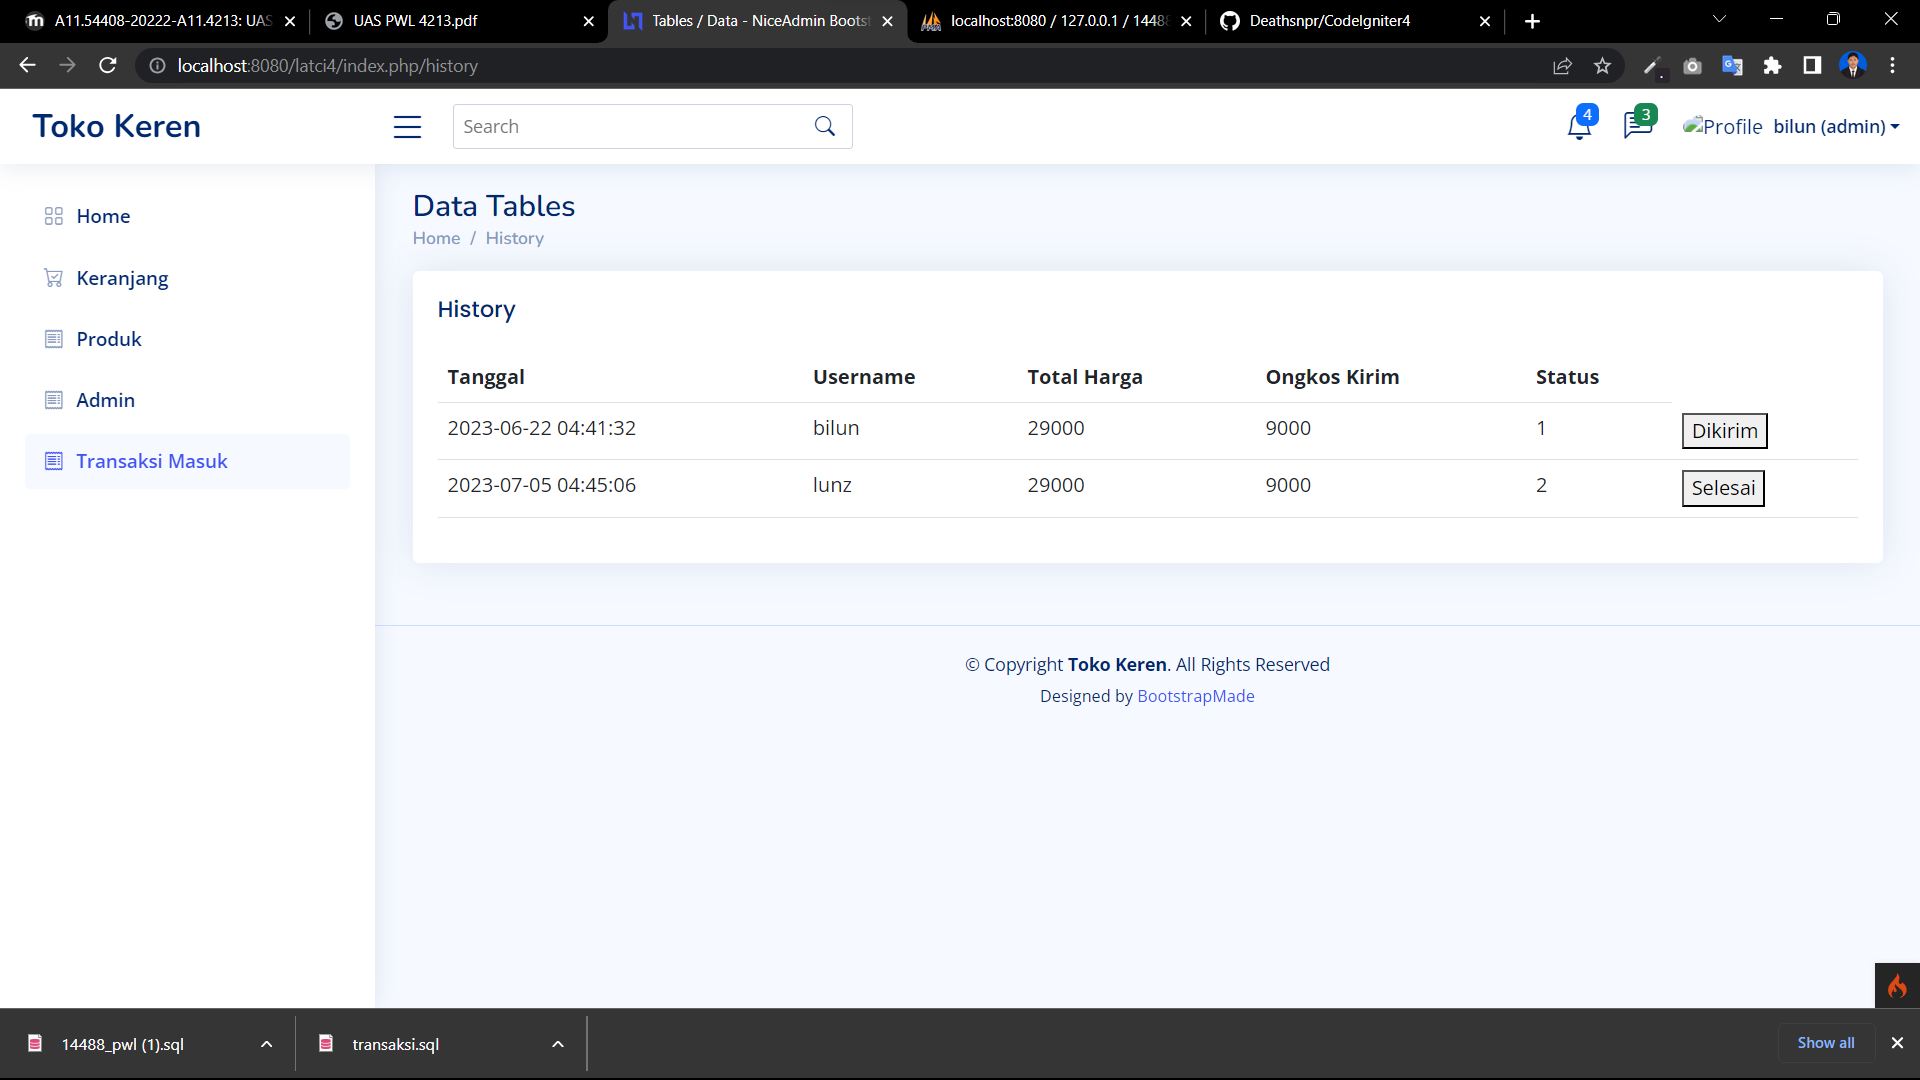 A11.54408-20222-A11.4213: UAS
UAS PWL 4213.pdf
Tables / Data - NiceAdmin Bootst
localhost:8080 / 127.0.0.1 / 1448
Deathsnpr/CodeIgniter4
localhost:8080/latci4/index.php/history
Toko Keren
Search
4
3
Profile
bilun (admin)
Home
Keranjang
Produk
Admin
Transaksi Masuk
Data Tables
Home / History
History
Tanggal Username Total Harga Ongkos Kirim Status
2023-06-22 04:41:32 bilun 29000 9000 1 Dikirim
2023-07-05 04:45:06 lunz 29000 9000 2 Selesai
© Copyright Toko Keren. All Rights Reserved
Designed by BootstrapMade
14488_pwl (1).sql
transaksi.sql
Show all